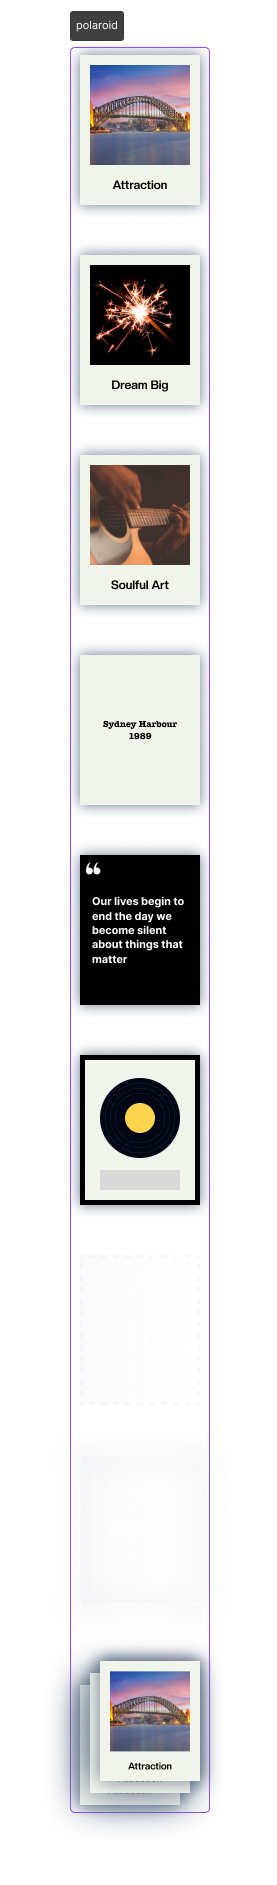 polaroid
Attraction
Dream Big
Soulful Art
Sydney Harbour
1989
“
Our lives begin to
end the day we
become silent
about things that
matter
Attraction